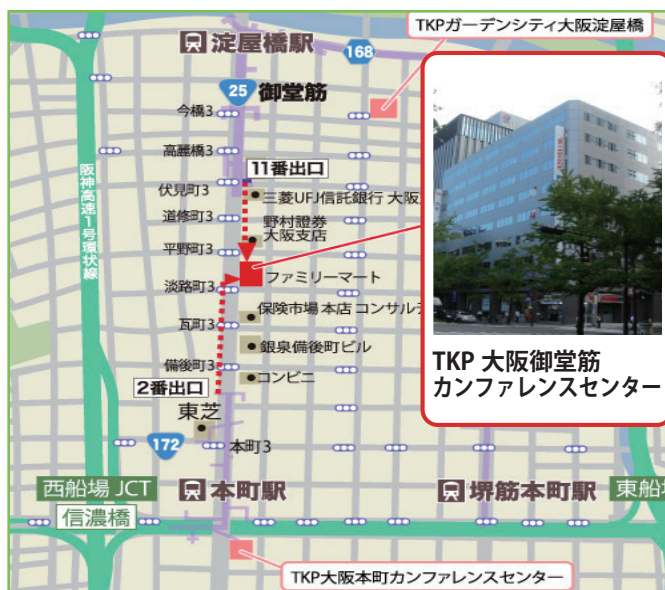 TKPガーデンシティ大阪淀屋橋
淀屋橋駅
168
25 御堂筋
今橋3
高麗橋3
11番出口
伏見町3
三菱UFJ信託銀行 大阪
道修町3
野村證券
大阪支店
平野町3
ファミリーマート
淡路町3
保険市場 本店 コンサル
瓦町3
銀泉備後町ビル
備後町3
コンビニ
2番出口
東芝
172
本町3
阪神高速1号環状線
TKP 大阪御堂筋
カンファレンスセンター
西船場 JCT
本町駅
堺筋本町駅
東船場
信濃橋
TKP大阪本町カンファレンスセンター